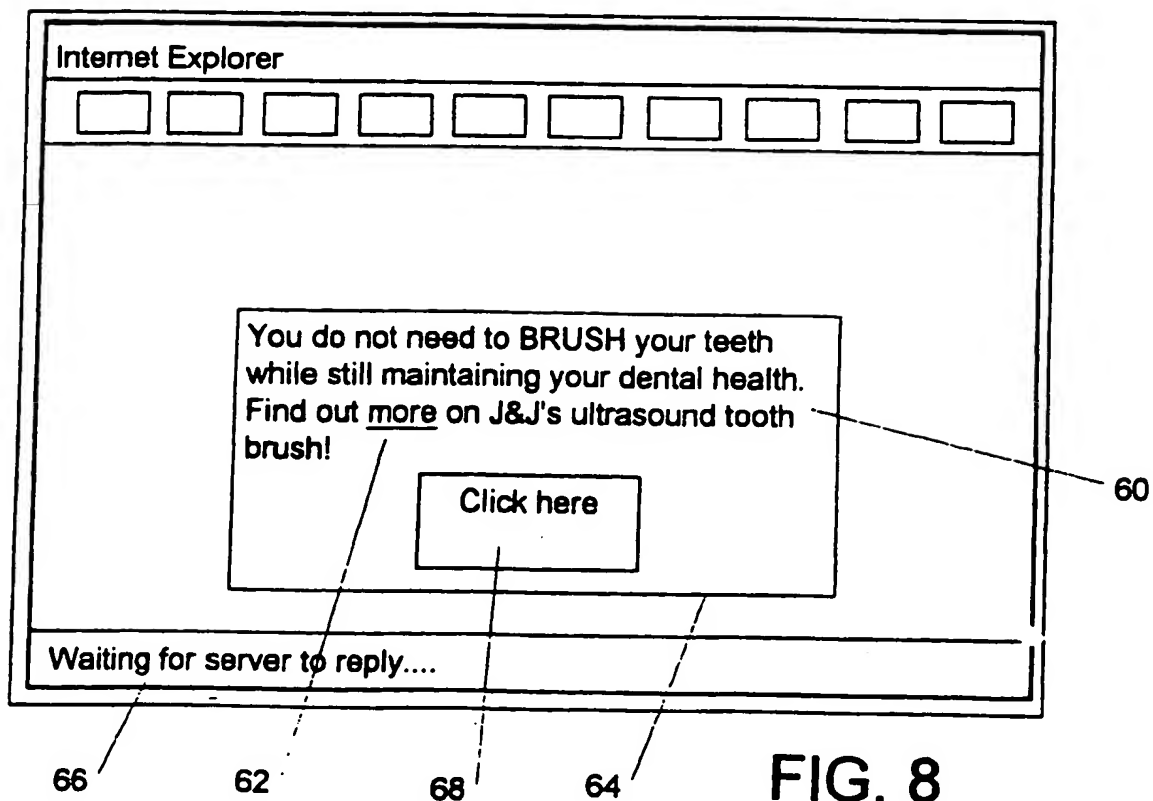 Internet Explorer
You do not need to BRUSH your teeth
while still maintaining your dental health.
Find out more on J&J's ultrasound tooth
brush!
Click here
60
Waiting for server to reply....
66
62
68
64
FIG. 8